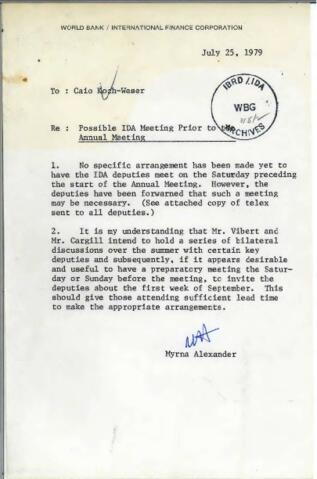 WORLD BANK / INTERNATIONAL FINANCE CORPORATION
July 25, 1979
To : Caio Koch-Weser
IBRD/IDA
WBG
ARCHIVES
Re : Possible IDA Meeting Prior to the
Annual Meeting
1. No specific arrangement has been made yet to
have the IDA deputies meet on the Saturday preceding
the start of the Annual Meeting. However, the
deputies have been forwarned that such a meeting
may be necessary. (See attached copy of telex
sent to all deputies.)
2. It is my understanding that Mr. Vibert and
Mr. Cargill intend to hold a series of bilateral
discussions over the summer with certain key
deputies and subsequently, if it appears desirable
and useful to have a preparatory meeting the Satur-
day or Sunday before the meeting, to invite the
deputies about the first week of September. This
should give those attending sufficient lead time
to make the appropriate arrangements.
Myrna Alexander